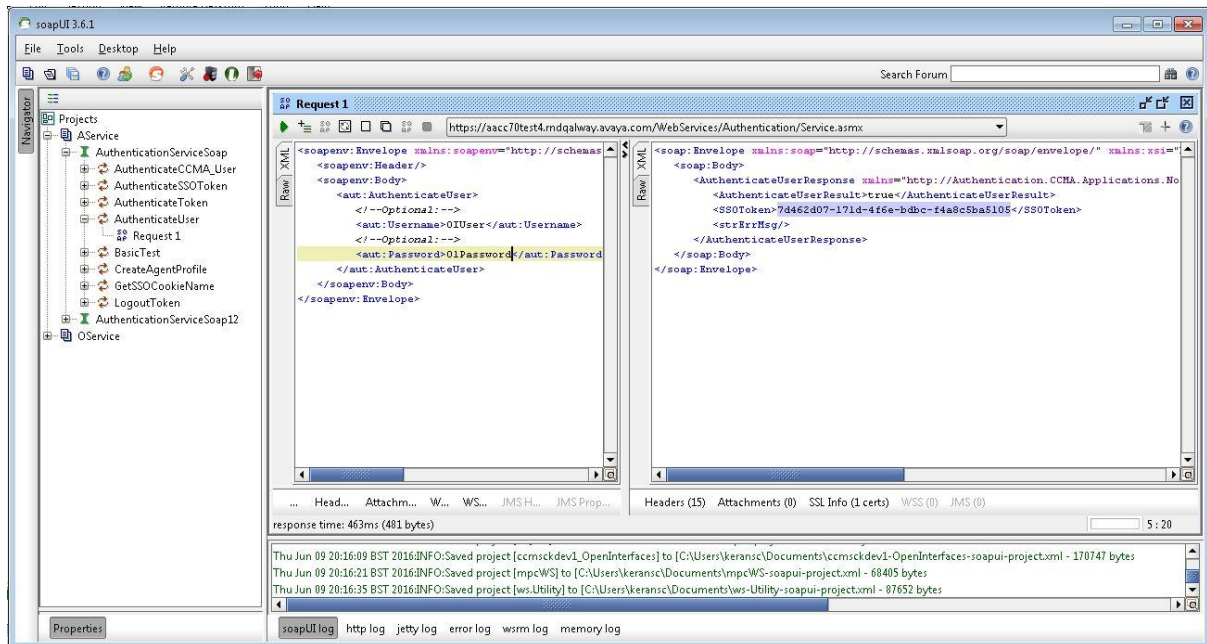 soapUI 3.6.1
File Tools Desktop Help
Search Forum
Navigator
Projects
AService
AuthenticationServiceSoap
AuthenticateCCMA_User
AuthenticateSSOToken
AuthenticateToken
AuthenticateUser
Request 1
BasicTest
CreateAgentProfile
GetSSOCookieName
LogoutToken
AuthenticationServiceSoap12
OService
Properties
Request 1
https://aacc70test4.rndqalway.avaya.com/WebServices/Authentication/Service.asmx
XML
Raw
<soapenv:Envelope xmlns:soapenv="http://schemas
<soapenv:Header/>
<soapenv:Body>
<aut:AuthenticateUser>
<!--Optional:-->
<aut:Username>OIUser</aut:Username>
<!--Optional:-->
<aut:Password>OIPassword</aut:Password
</aut:AuthenticateUser>
</soapenv:Body>
</soapenv:Envelope>
XML
Raw
<soap:Envelope xmlns:soap="http://schemas.xmlsoap.org/soap/envelope/" xmlns:xsi="
<soap:Body>
<AuthenticateUserResponse xmlns="http://Authentication.CCMA.Applications.No
<AuthenticateUserResult>true</AuthenticateUserResult>
<SSOToken>7d462d07-171d-4f6e-bdbc-f4a8c5ba5105</SSOToken>
<strErrMsg/>
</AuthenticateUserResponse>
</soap:Body>
</soap:Envelope>
... Head... Attachm... W... WS... JMS H... JMS Prop...
Headers (15) Attachments (0) SSL Info (1 certs) WSS (0) JMS (0)
response time: 463ms (481 bytes)
5 : 20
Thu Jun 09 20:16:09 BST 2016:INFO:Saved project [ccmsckdev1_OpenInterfaces] to [C:\Users\keransc\Documents\ccmsckdev1-OpenInterfaces-soapui-project.xml - 170747 bytes
Thu Jun 09 20:16:21 BST 2016:INFO:Saved project [mpcWS] to [C:\Users\keransc\Documents\mpcWS-soapui-project.xml - 68405 bytes
Thu Jun 09 20:16:35 BST 2016:INFO:Saved project [ws.Utility] to [C:\Users\keransc\Documents\ws-Utility-soapui-project.xml - 87652 bytes
soapUI log http log jetty log error log wsrm log memory log